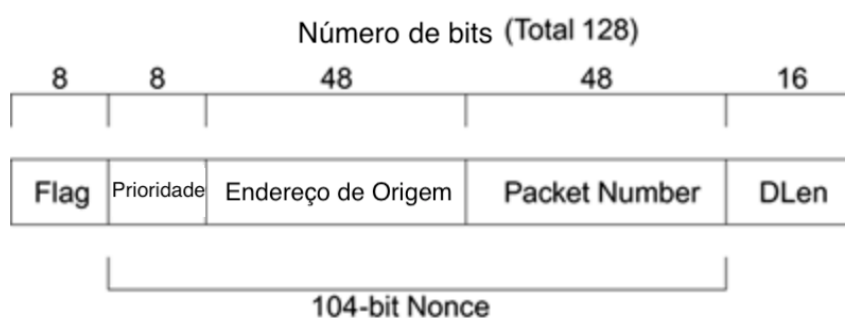 Número de bits (Total 128)
8 8 48 48 16
Flag Prioridade Endereço de Origem Packet Number DLen
104-bit Nonce